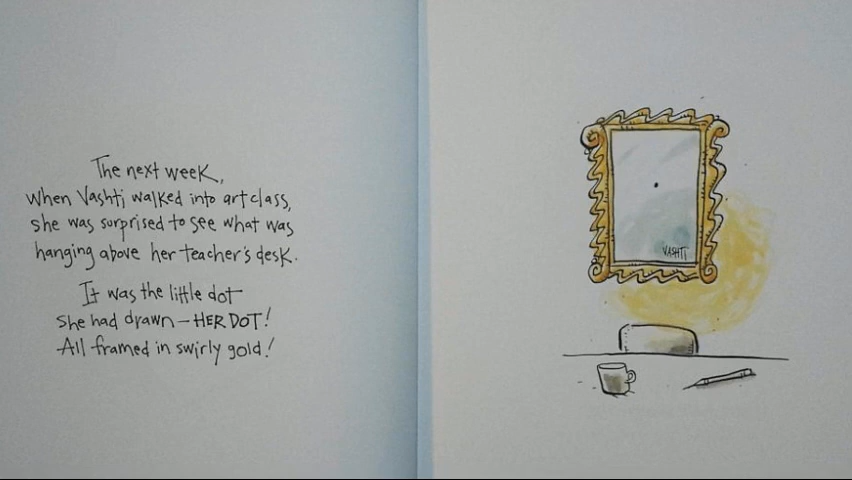 The next week,
when Vashti walked into art class,
she was surprised to see what was
hanging above her teacher's desk.
It was the little dot
she had drawn — HER DOT!
All framed in swirly gold!
VASHTI